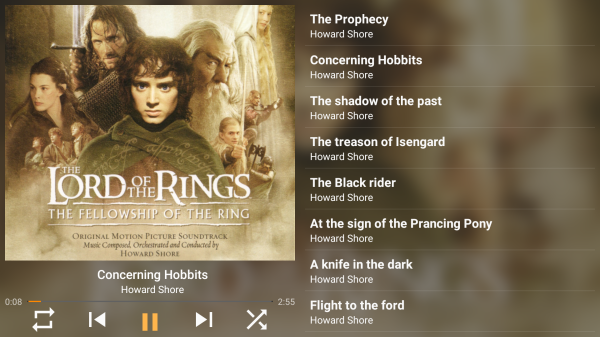 THE
LORD OF THE RINGS
THE FELLOWSHIP OF THE RING
ORIGINAL MOTION PICTURE SOUNDTRACK
Music Composed, Orchestrated and Conducted by
HOWARD SHORE
Concerning Hobbits
Howard Shore
0:08
2:55
The Prophecy
Howard Shore
Concerning Hobbits
Howard Shore
The shadow of the past
Howard Shore
The treason of Isengard
Howard Shore
The Black rider
Howard Shore
At the sign of the Prancing Pony
Howard Shore
A knife in the dark
Howard Shore
Flight to the ford
Howard Shore